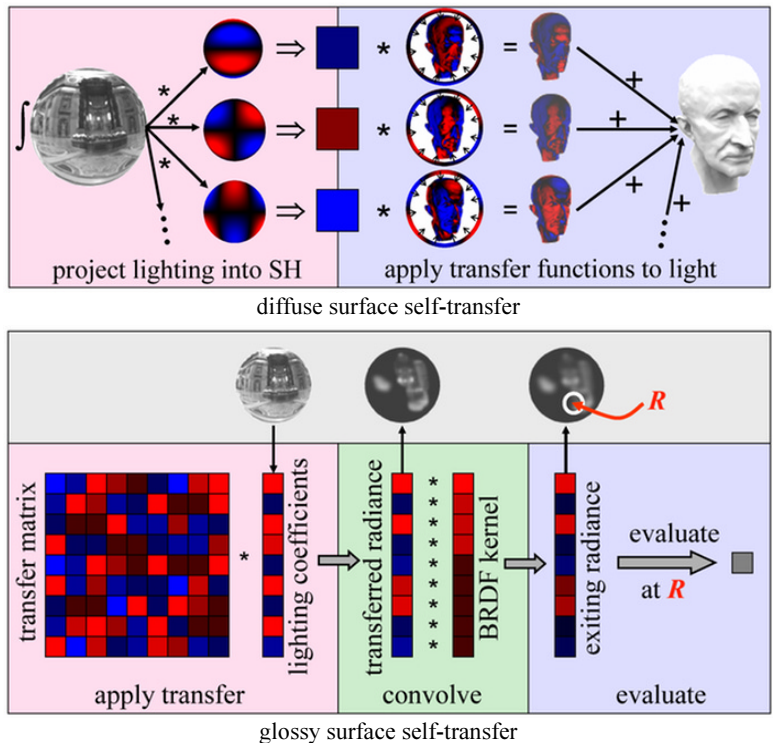 ∫
* ⇒ * = +
* ⇒ * = +
* ⇒ * = +
+
project lighting into SH
apply transfer functions to light
diffuse surface self-transfer
R
transfer matrix
*
lighting coefficients
transferred radiance
*
*
*
*
*
*
*
*
*
BRDF kernel
exiting radiance
evaluate
at R
apply transfer
convolve
evaluate
glossy surface self-transfer